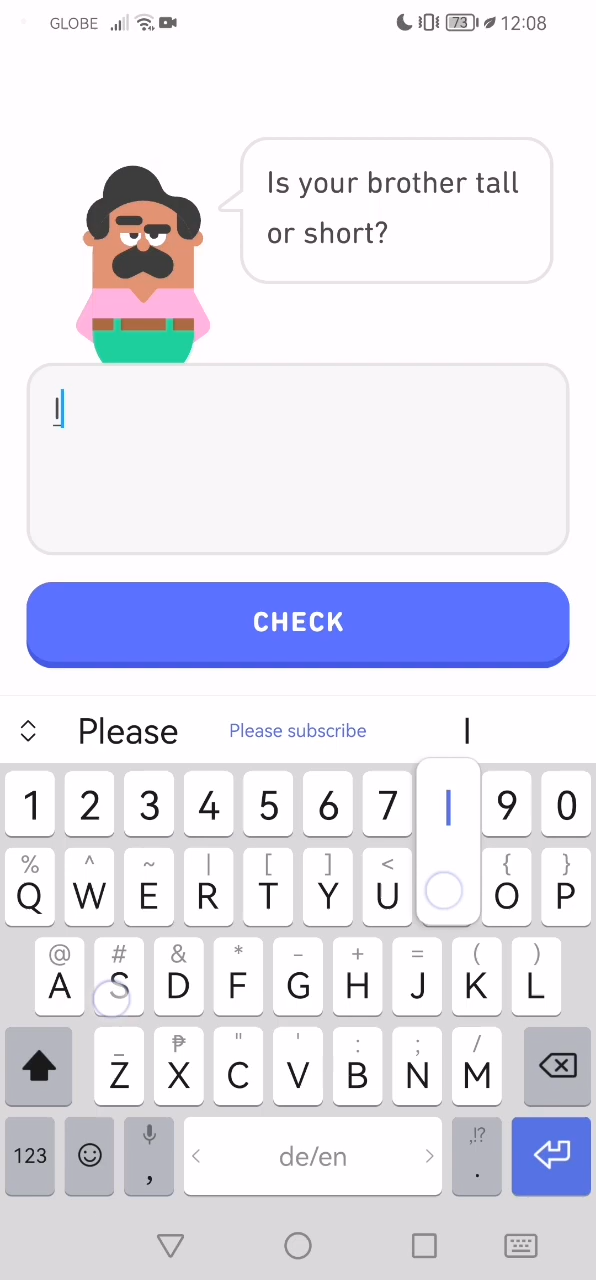 GLOBE 73 12:08
Is your brother tall
or short?
I
CHECK
Please Please subscribe I
1 2 3 4 5 6 7 I 9 0
% ^ ~ | [ ] < { }
Q W E R T Y U O P
@ # & * - + = ( )
A S D F G H J K L
_ ₱ " ' : ; /
Z X C V B N M
123 , < de/en > ,!? .